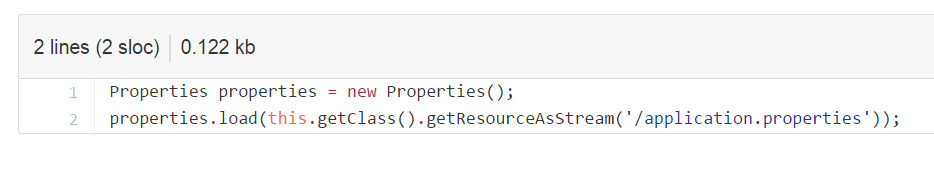 2 lines (2 sloc) 0.122 kb
1 Properties properties = new Properties();
2 properties.load(this.getClass().getResourceAsStream('/application.properties'));